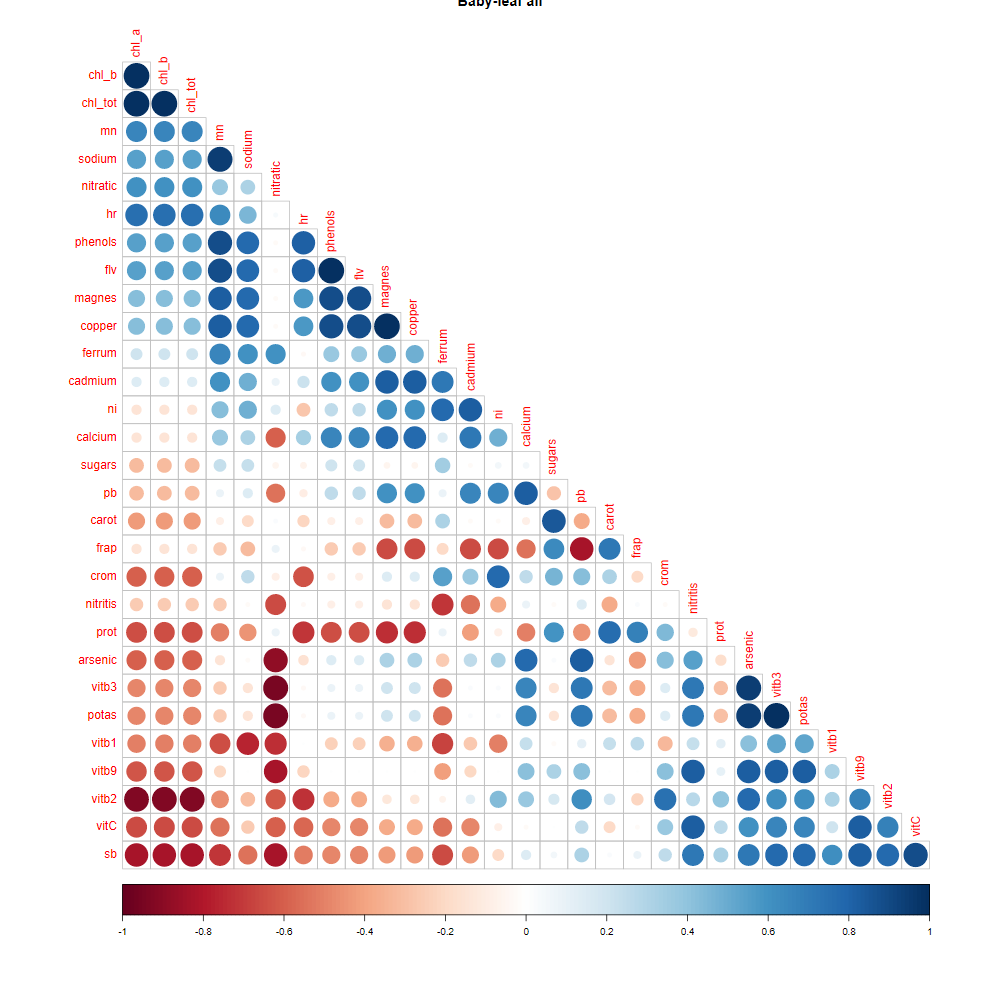 Baby-leaf all
chl_a
chl_b chl_b
chl_tot chl_tot
mn mn
sodium sodium
nitratic nitratic
hr hr
phenols phenols
flv flv
magnes magnes
copper copper
ferrum ferrum
cadmium cadmium
ni ni
calcium calcium
sugars sugars
pb pb
carot carot
frap frap
crom crom
nitritis nitritis
prot prot
arsenic arsenic
vitb3 vitb3
potas potas
vitb1 vitb1
vitb9 vitb9
vitb2 vitb2
vitC vitC
sb
-1 -0.8 -0.6 -0.4 -0.2 0 0.2 0.4 0.6 0.8 1